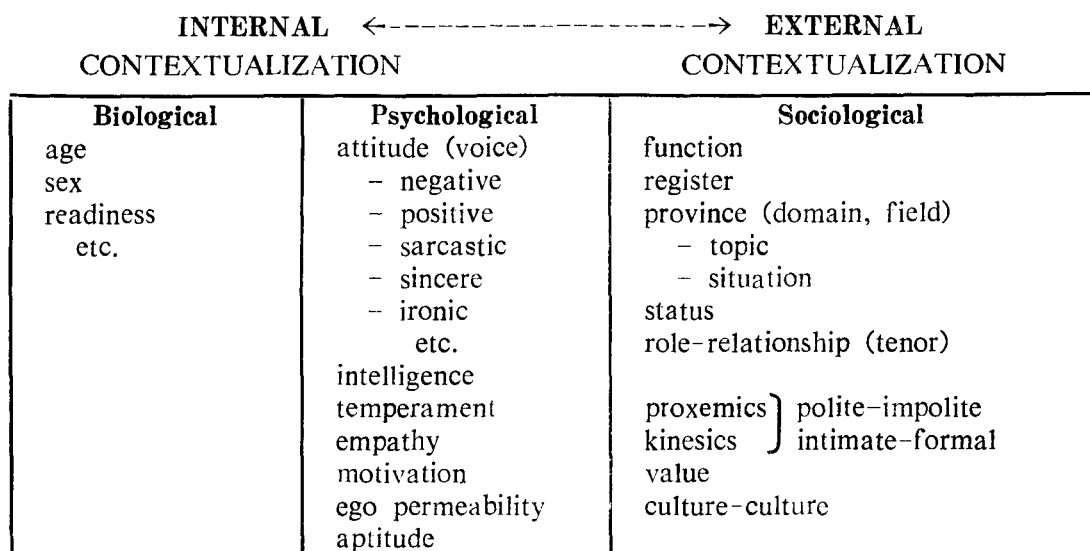 INTERNAL <-----------> EXTERNAL
CONTEXTUALIZATION CONTEXTUALIZATION
Biological Psychological Sociological
age attitude (voice) function
sex – negative register
readiness – positive province (domain, field)
etc. – sarcastic – topic
– sincere – situation
– ironic status
etc. role-relationship (tenor)
intelligence
temperament proxemics } polite-impolite
empathy kinesics } intimate-formal
motivation value
ego permeability culture-culture
aptitude